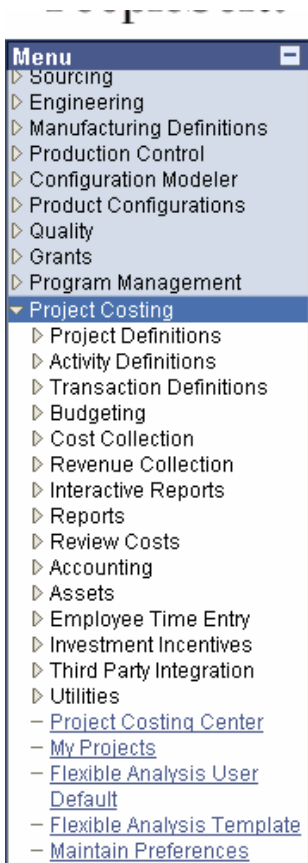 Menu
Sourcing
Engineering
Manufacturing Definitions
Production Control
Configuration Modeler
Product Configurations
Quality
Grants
Program Management
Project Costing
Project Definitions
Activity Definitions
Transaction Definitions
Budgeting
Cost Collection
Revenue Collection
Interactive Reports
Reports
Review Costs
Accounting
Assets
Employee Time Entry
Investment Incentives
Third Party Integration
Utilities
– Project Costing Center
– My Projects
– Flexible Analysis User
Default
– Flexible Analysis Template
– Maintain Preferences